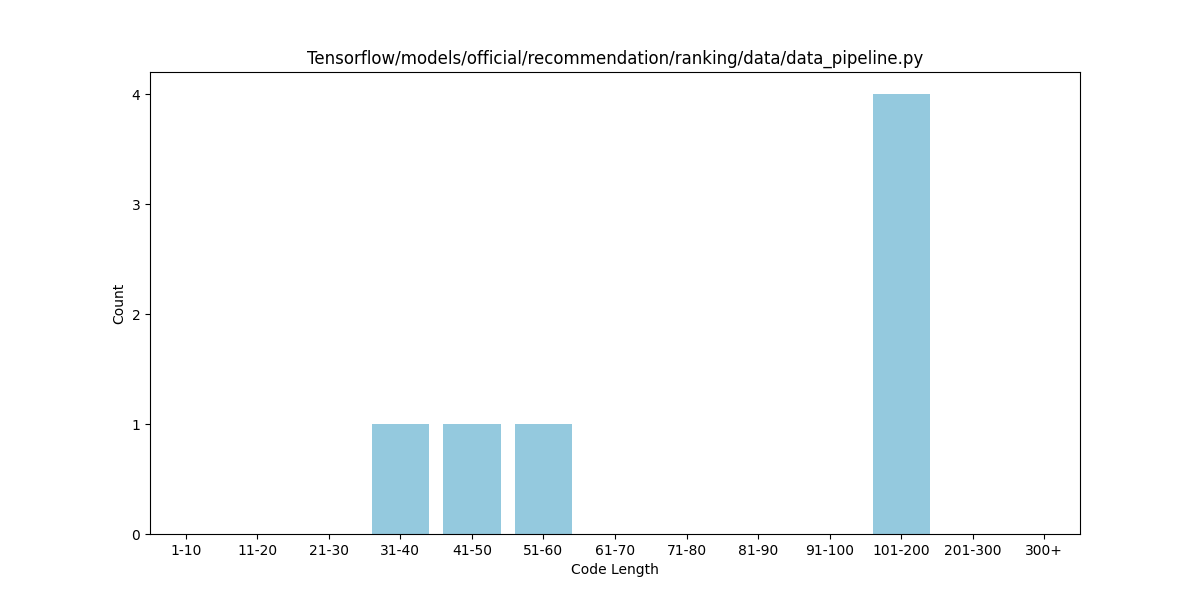 Tensorflow/models/official/recommendation/ranking/data/data_pipeline.py
Count
4
3
2
1
0
1-10 11-20 21-30 31-40 41-50 51-60 61-70 71-80 81-90 91-100 101-200 201-300 300+
Code Length